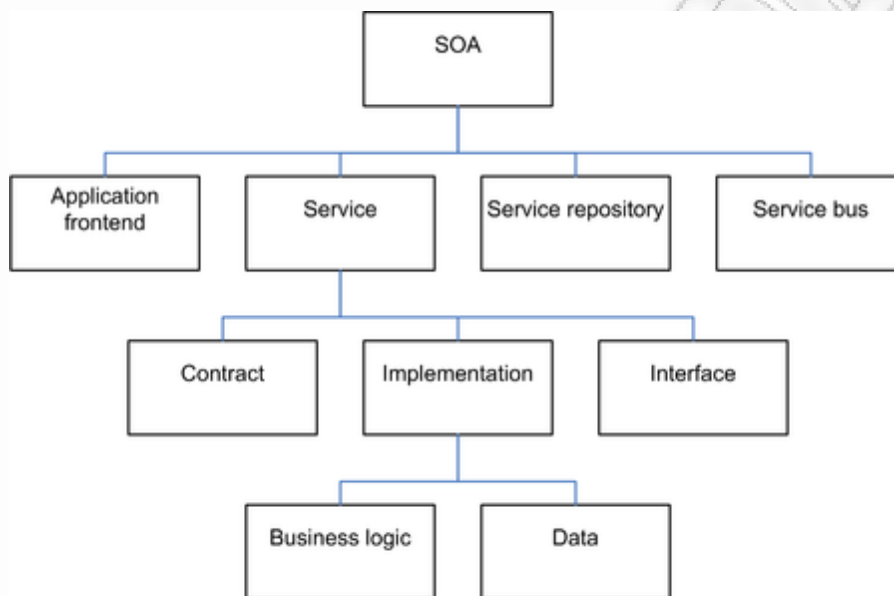 SOA
Application
frontend
Service
Service repository
Service bus
Contract
Implementation
Interface
Business logic
Data